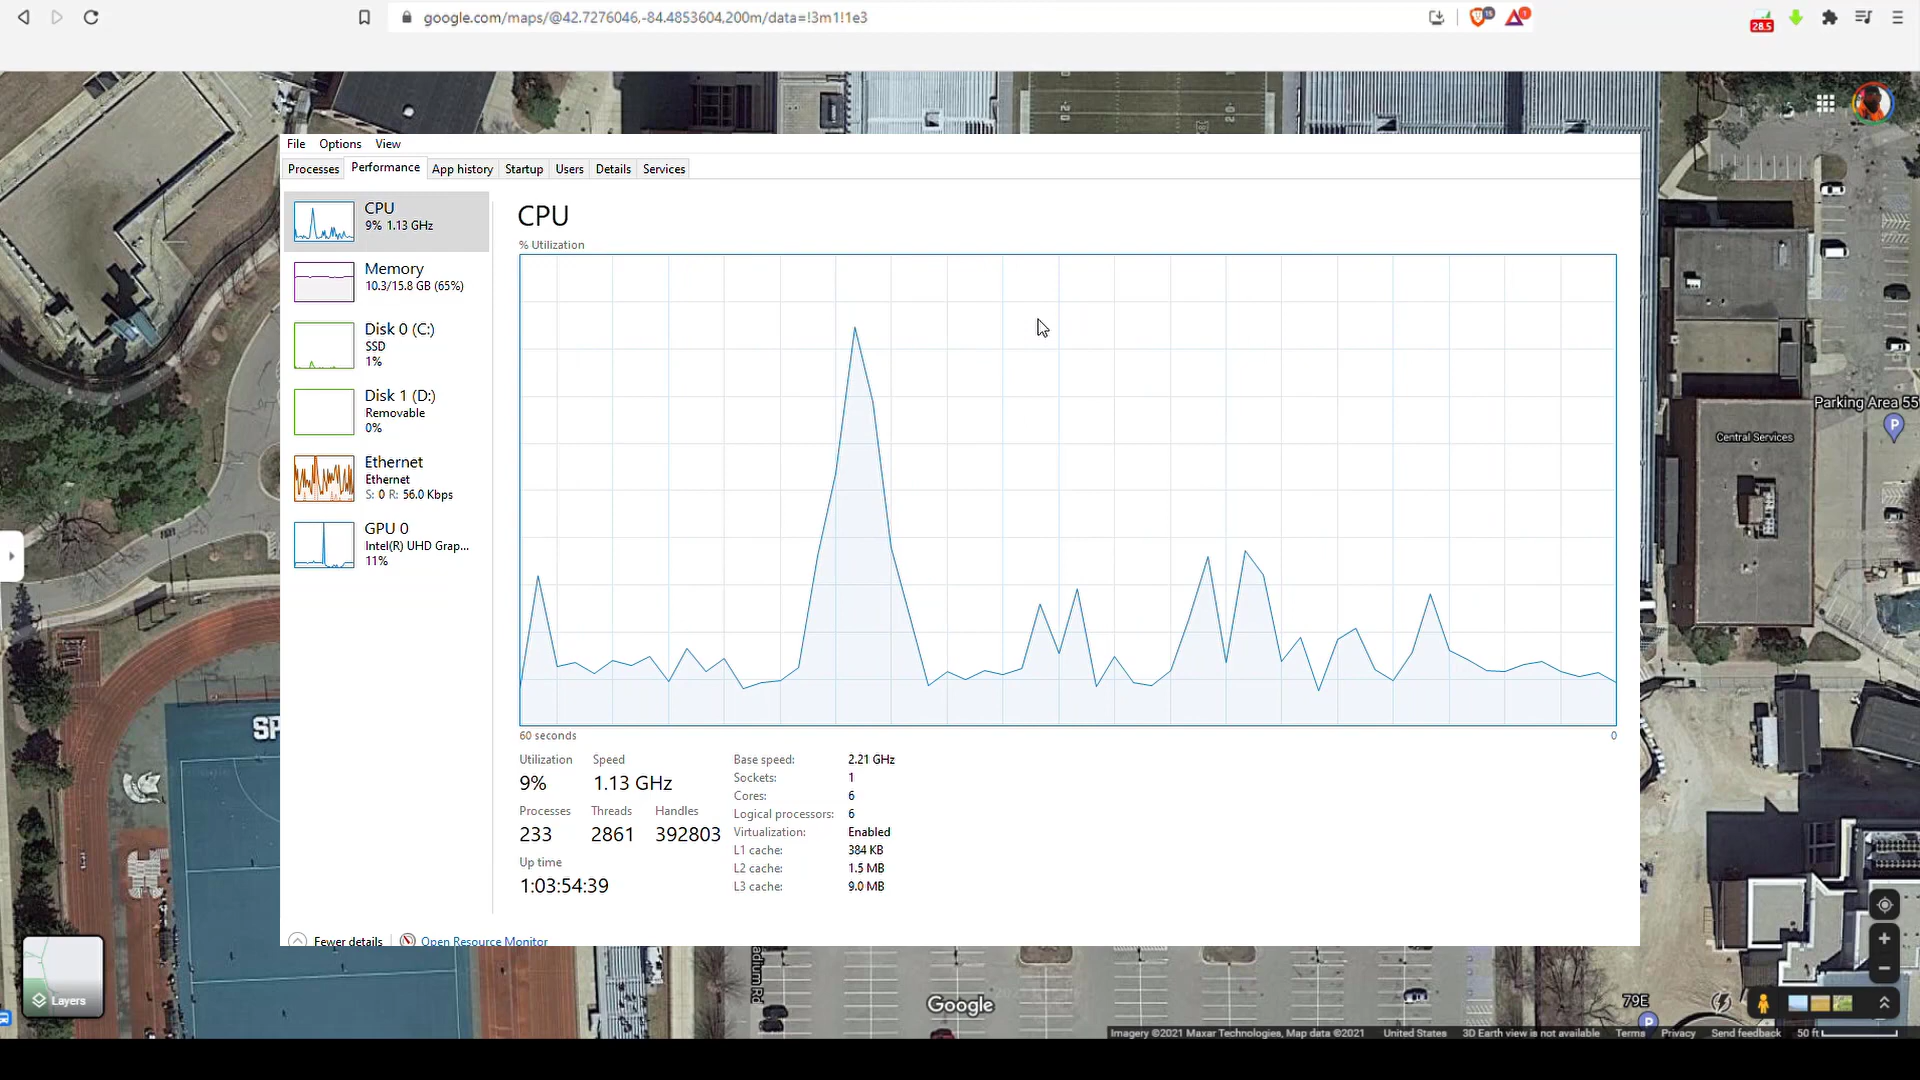 google.com/maps/@42.7276046,-84.4853604,200m/data=!3m1!1e3
28.5
File Options View
Processes Performance App history Startup Users Details Services
CPU
9% 1.13 GHz
Memory
10.3/15.8 GB (65%)
Disk 0 (C:)
SSD
1%
Disk 1 (D:)
Removable
0%
Ethernet
Ethernet
S: 0 R: 56.0 Kbps
GPU 0
Intel(R) UHD Grap...
11%
CPU
% Utilization
60 seconds 0
Utilization Speed
9% 1.13 GHz
Processes Threads Handles
233 2861 392803
Up time
1:03:54:39
Base speed: 2.21 GHz
Sockets: 1
Cores: 6
Logical processors: 6
Virtualization: Enabled
L1 cache: 384 KB
L2 cache: 1.5 MB
L3 cache: 9.0 MB
Fewer details Open Resource Monitor
Parking Area 55
P
Central Services
SP
Layers
Google
79E
P
Imagery ©2021 Maxar Technologies, Map data ©2021 United States 3D Earth view is not available Terms Privacy Send feedback 50 ft